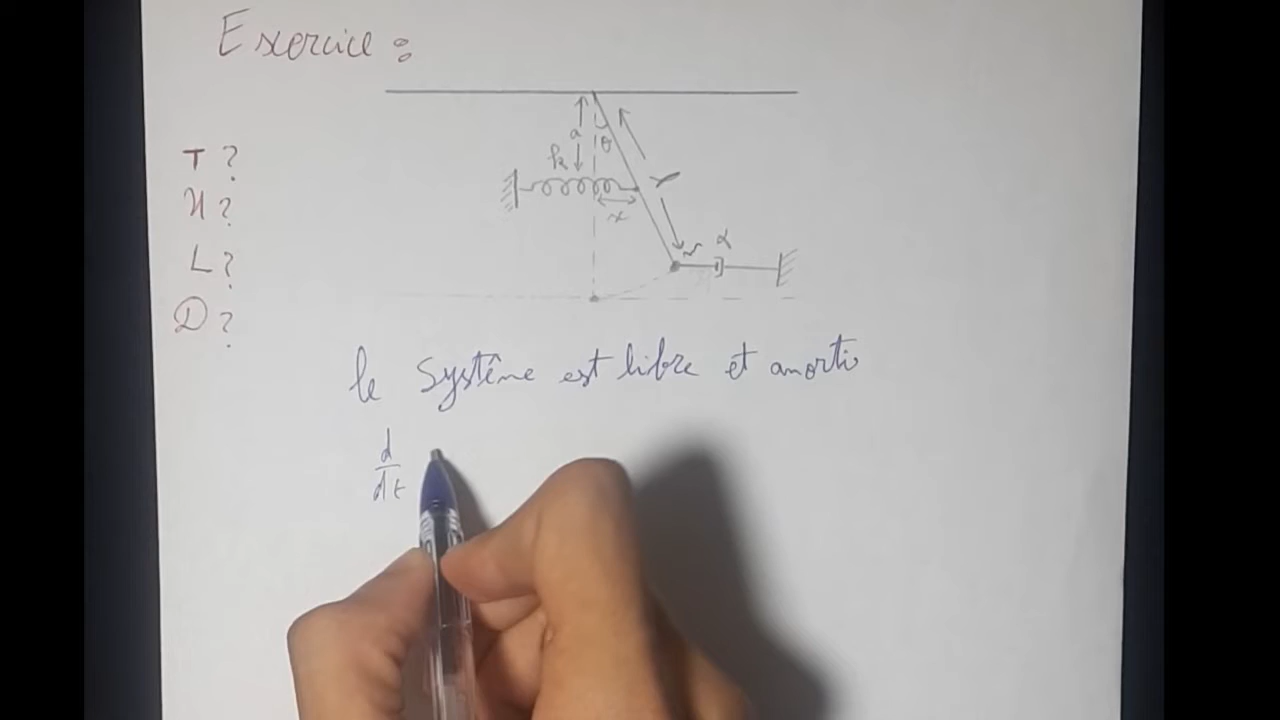 Exercice :
T ?
U ?
L ?
D ?
a
θ
k
x
α
le système est libre et amorti
d
dt